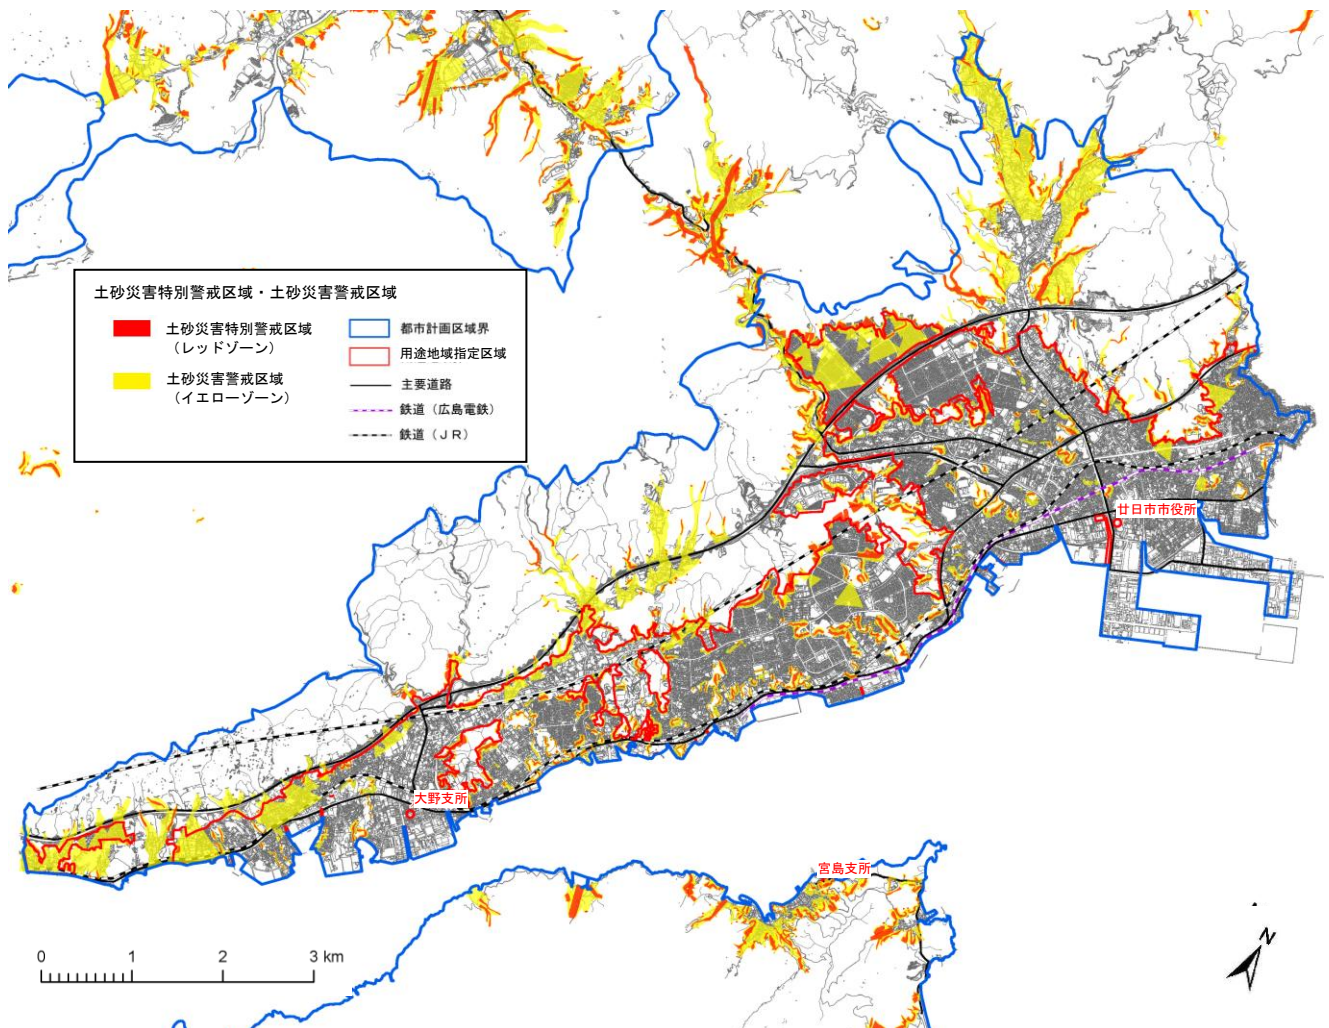 土砂災害特別警戒区域・土砂災害警戒区域
土砂災害特別警戒区域
（レッドゾーン）
土砂災害警戒区域
（イエローゾーン）
都市計画区域界
用途地域指定区域
主要道路
鉄道（広島電鉄）
鉄道（ＪＲ）
廿日市市役所
大野支所
宮島支所
0 1 2 3 km
N